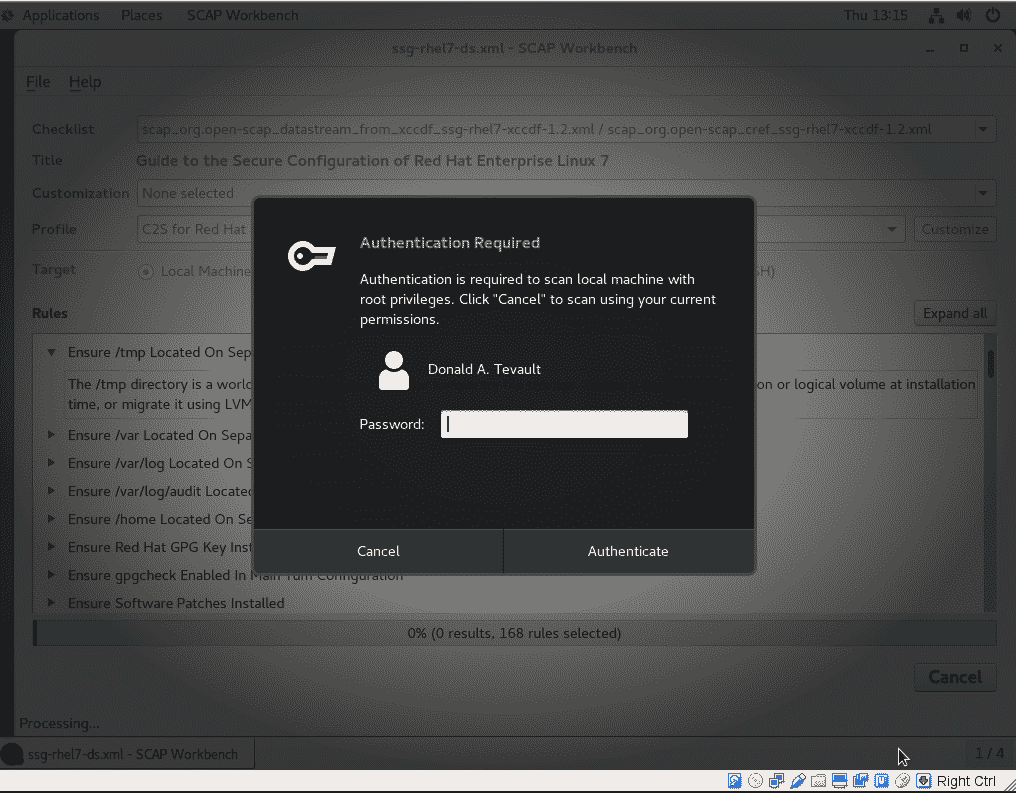 Applications Places SCAP Workbench Thu 13:15
ssg-rhel7-ds.xml - SCAP Workbench
File Help
Checklist scap_org.open-scap_datastream_from_xccdf_ssg-rhel7-xccdf-1.2.xml / scap_org.open-scap_cref_ssg-rhel7-xccdf-1.2.xml
Title Guide to the Secure Configuration of Red Hat Enterprise Linux 7
Customization None selected
Profile C2S for Red Hat Customize
Target Local Machine SH)
Rules Expand all
Ensure /tmp Located On Sep
The /tmp directory is a world on or logical volume at installation
time, or migrate it using LVM
Ensure /var Located On Sepa
Ensure /var/log Located On S
Ensure /var/log/audit Located
Ensure /home Located On Se
Ensure Red Hat GPG Key Inst
Ensure gpgcheck Enabled In Main Yum Configuration
Ensure Software Patches Installed
0% (0 results, 168 rules selected)
Cancel
Processing...
Authentication Required
Authentication is required to scan local machine with
root privileges. Click "Cancel" to scan using your current
permissions.
Donald A. Tevault
Password:
Cancel Authenticate
ssg-rhel7-ds.xml - SCAP Workbench 1 / 4
Right Ctrl